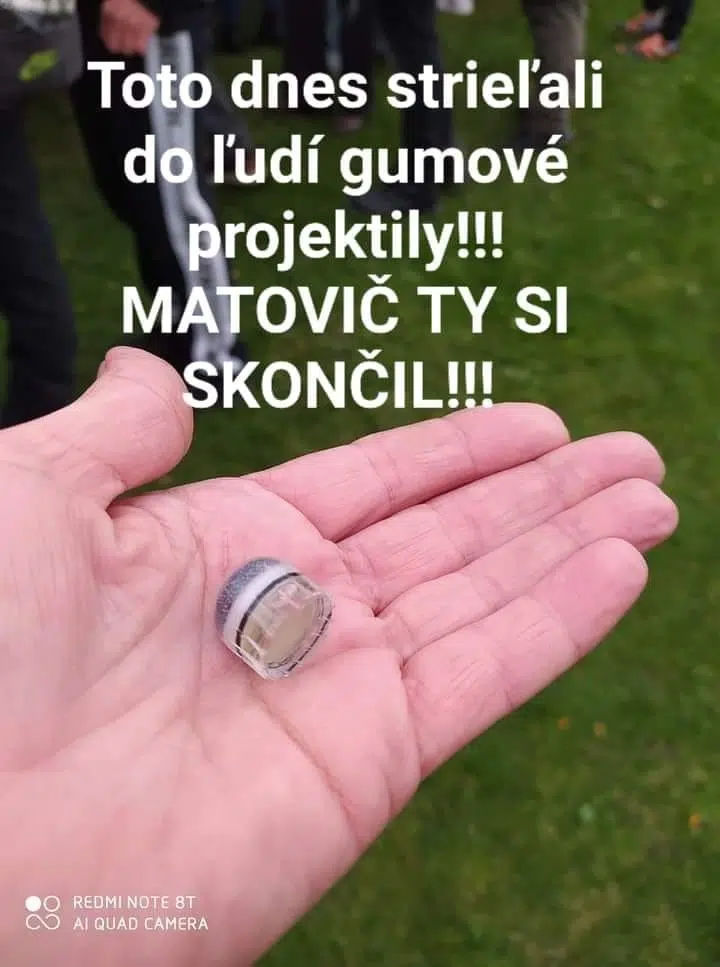 Toto dnes strieľali
do ľudí gumové
projektily!!!
MATOVIČ TY SI
SKONČIL!!!
REDMI NOTE 8T
AI QUAD CAMERA